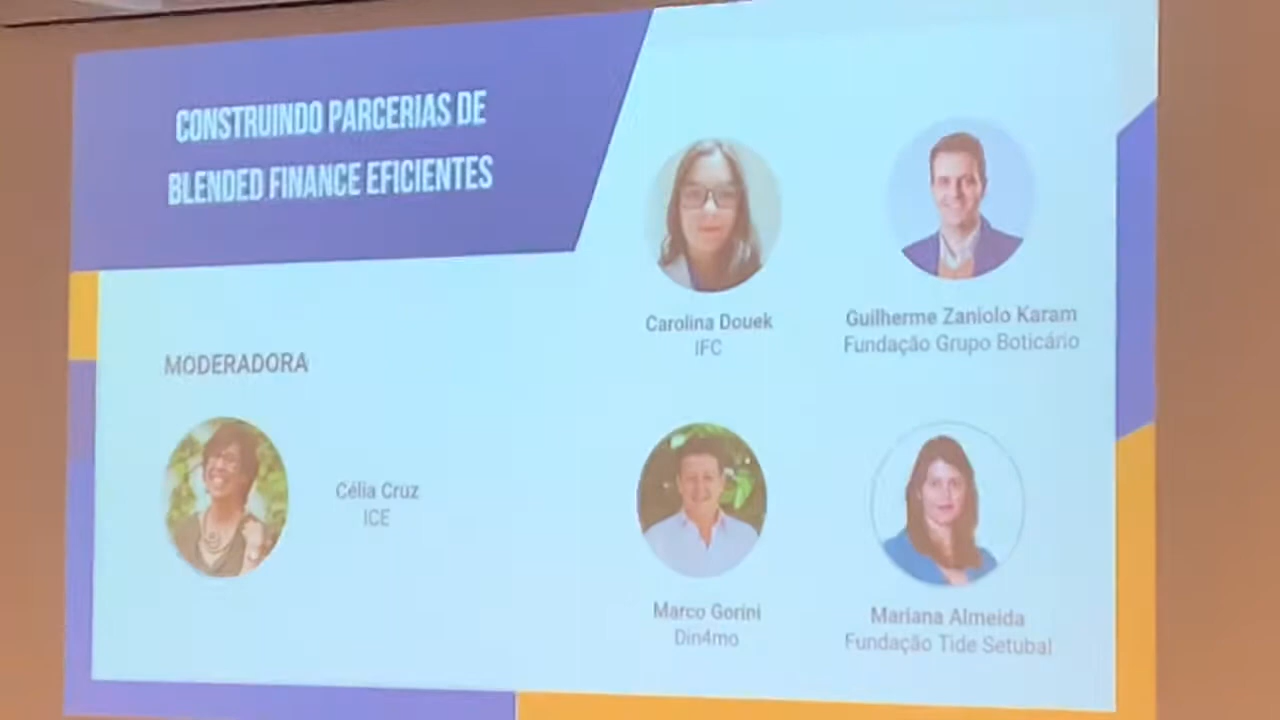 CONSTRUINDO PARCERIAS DE
BLENDED FINANCE EFICIENTES
MODERADORA
Célia Cruz
ICE
Carolina Douek
IFC
Guilherme Zaniolo Karam
Fundação Grupo Boticário
Marco Gorini
Din4mo
Mariana Almeida
Fundação Tide Setubal